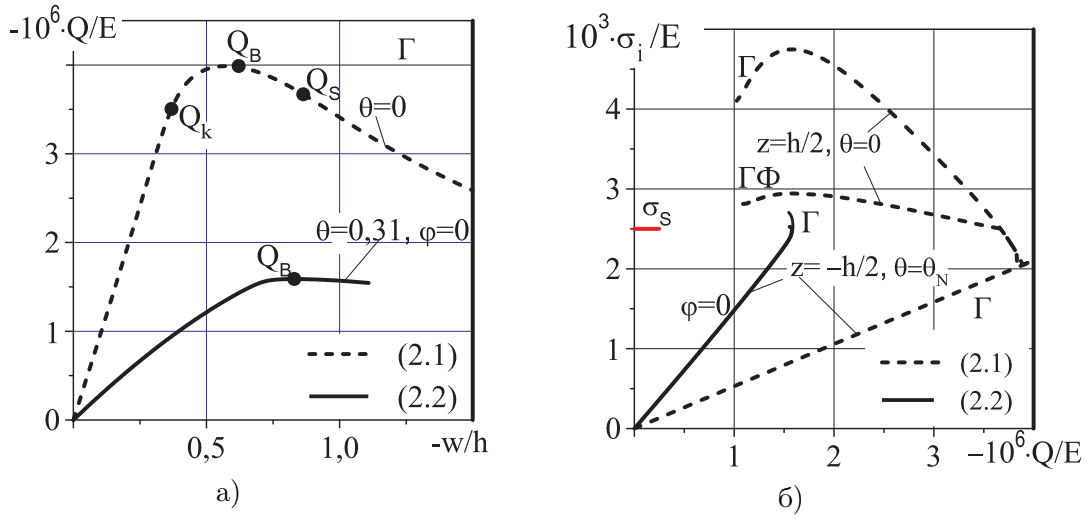 -10⁶·Q/E
Q_B
Γ
Q_S
θ=0
Q_k
θ=0,31, φ=0
Q_B
(2.1)
(2.2)
4
3
2
1
0
0,5
1,0
-w/h
а)
10³·σ_i/E
Γ
z=h/2, θ=0
ΓΦ
σ_S
Γ
z= −h/2, θ=θ_N
φ=0
Γ
(2.1)
(2.2)
4
3
2
1
0
1
2
3
−10⁶·Q/E
б)